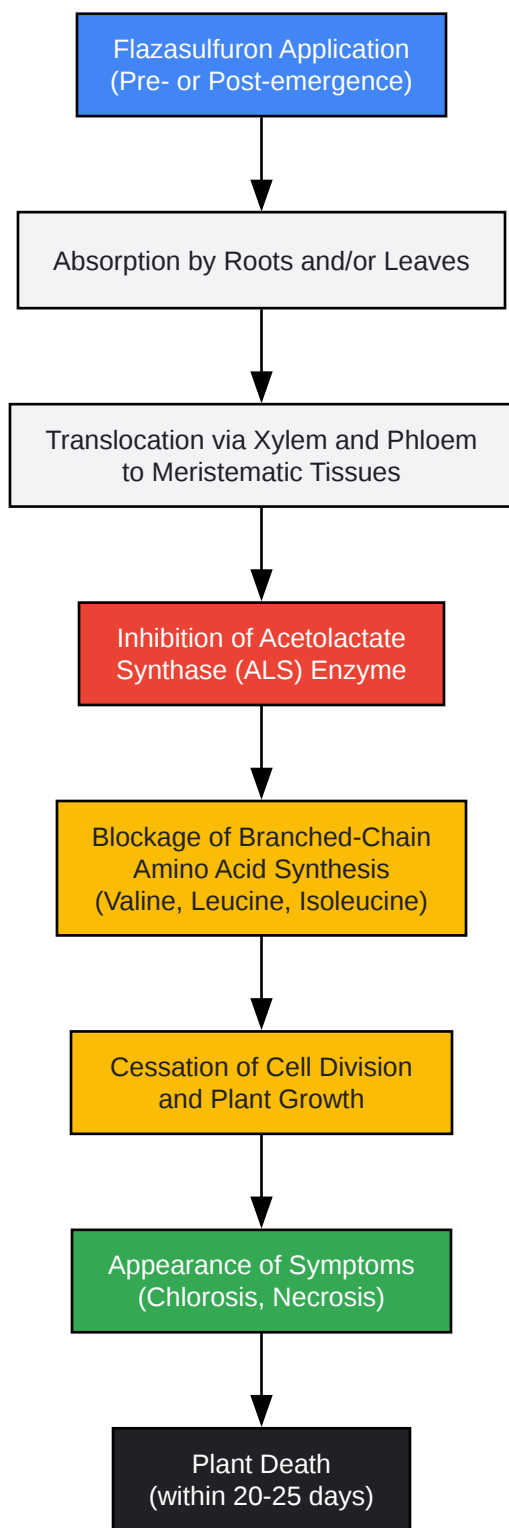 Flazasulfuron Application
(Pre- or Post-emergence)
Absorption by Roots and/or Leaves
Translocation via Xylem and Phloem
to Meristematic Tissues
Inhibition of Acetolactate
Synthase (ALS) Enzyme
Blockage of Branched-Chain
Amino Acid Synthesis
(Valine, Leucine, Isoleucine)
Cessation of Cell Division
and Plant Growth
Appearance of Symptoms
(Chlorosis, Necrosis)
Plant Death
(within 20-25 days)